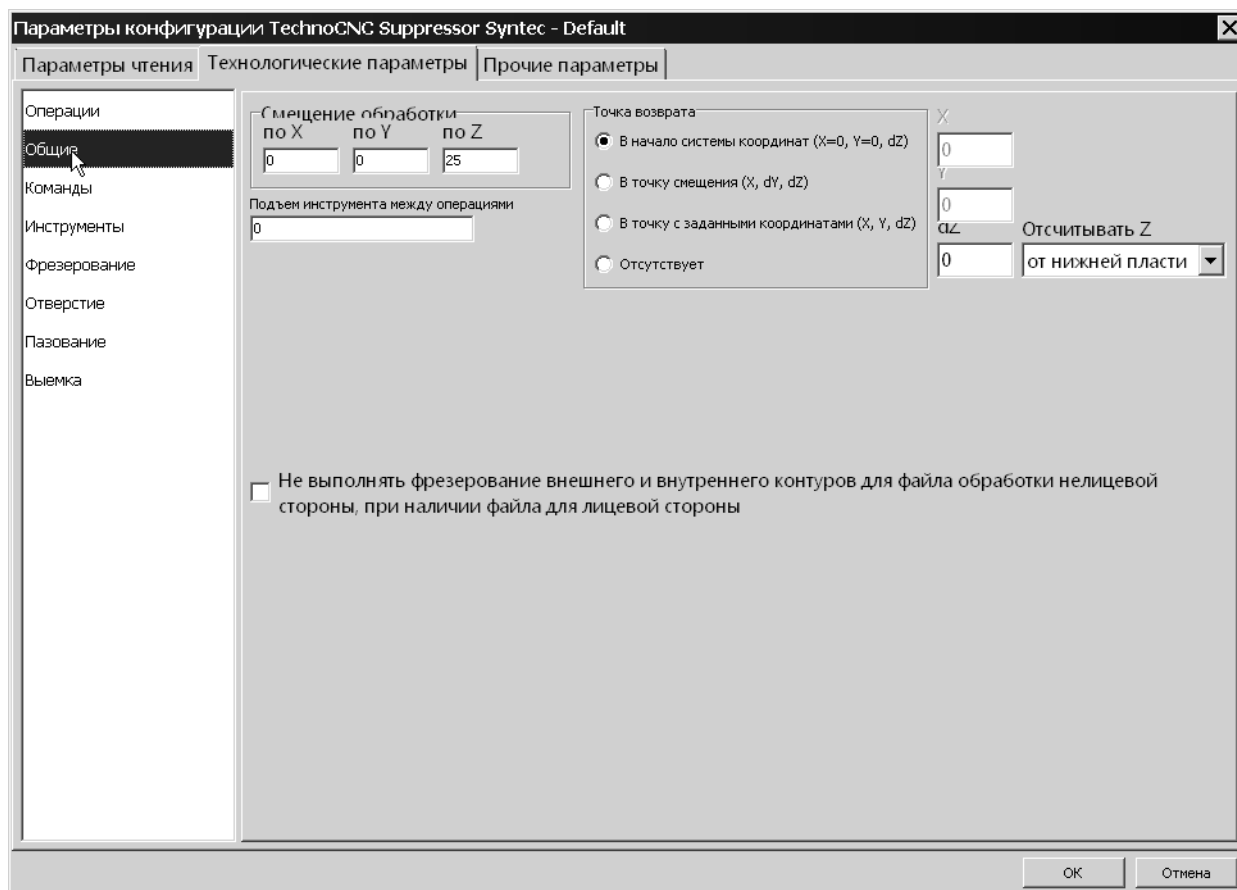 Параметры конфигурации TechnoCNC Suppressor Syntec - Default
Параметры чтения
Технологические параметры
Прочие параметры
Операции
Общие
Команды
Инструменты
Фрезерование
Отверстие
Пазование
Выемка
Смещение обработки
по X
по Y
по Z
0
0
25
Подъем инструмента между операциями
0
Точка возврата
В начало системы координат (X=0, Y=0, dZ)
В точку смещения (X, dY, dZ)
В точку с заданными координатами (X, Y, dZ)
Отсутствует
X
0
Y
0
dZ
0
Отсчитывать Z
от нижней пласти
Не выполнять фрезерование внешнего и внутреннего контуров для файла обработки нелицевой
стороны, при наличии файла для лицевой стороны
ОК
Отмена